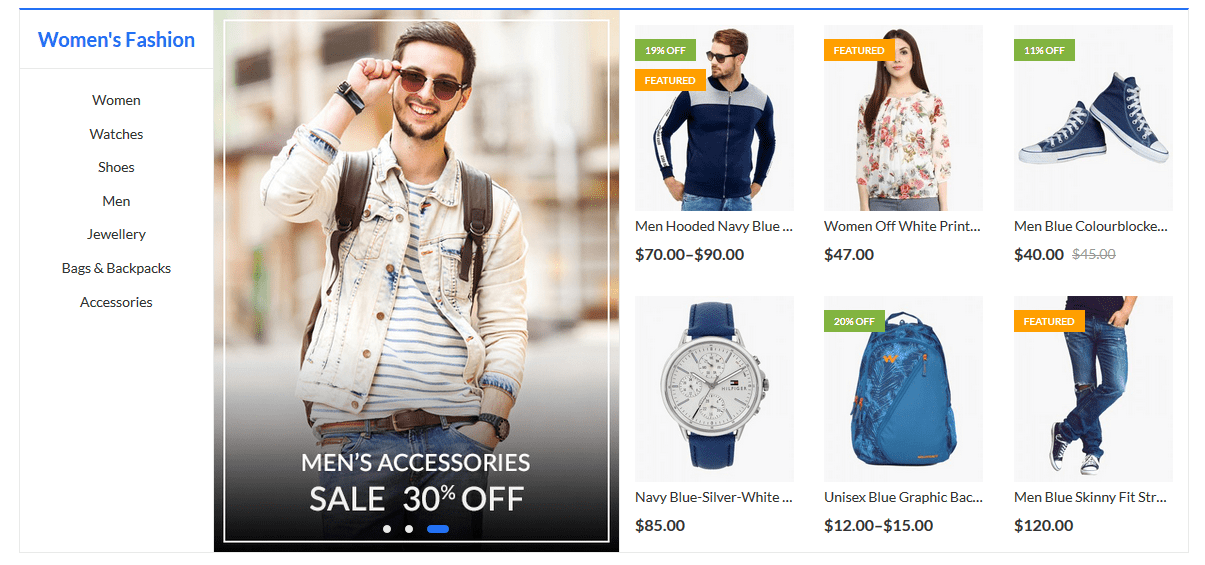 Women's Fashion
Women
Watches
Shoes
Men
Jewellery
Bags & Backpacks
Accessories
MEN'S ACCESSORIES
SALE 30% OFF
19% OFF
FEATURED
Men Hooded Navy Blue ...
$70.00–$90.00
FEATURED
Women Off White Print...
$47.00
11% OFF
Men Blue Colourblocke...
$40.00 $45.00
HILFIGER
Navy Blue-Silver-White ...
$85.00
20% OFF
Unisex Blue Graphic Bac...
$12.00–$15.00
FEATURED
Men Blue Skinny Fit Str...
$120.00